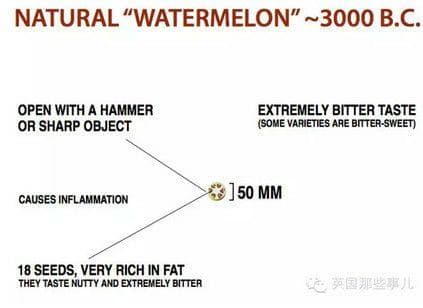 NATURAL "WATERMELON" ~3000 B.C.
OPEN WITH A HAMMER
OR SHARP OBJECT
EXTREMELY BITTER TASTE
(SOME VARIETIES ARE BITTER-SWEET)
CAUSES INFLAMMATION
50 MM
18 SEEDS, VERY RICH IN FAT
THEY TASTE NUTTY AND EXTREMELY BITTER
英国那些事儿